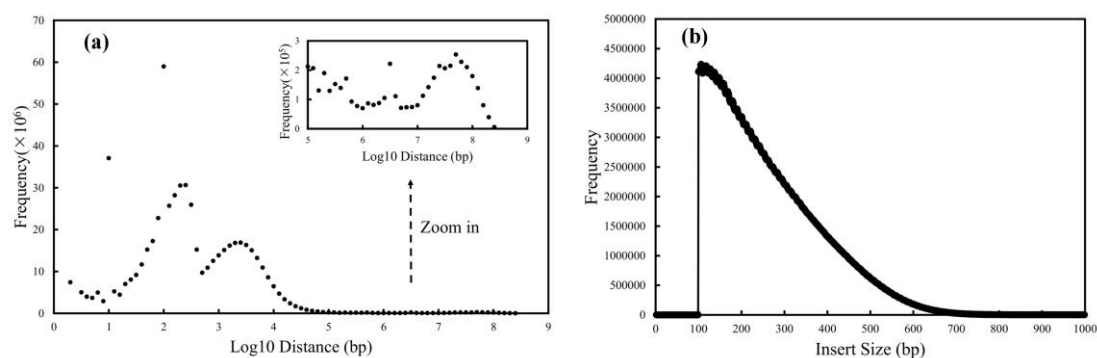 (a)
Frequency(×10⁶)
70
60
50
40
30
20
10
0
0 1 2 3 4 5 6 7 8 9
Log10 Distance (bp)
Frequency(×10⁵)
3
2
1
0
5 6 7 8 9
Log10 Distance (bp)
Zoom in
(b)
Frequency
5000000
4500000
4000000
3500000
3000000
2500000
2000000
1500000
1000000
500000
0
0 100 200 300 400 500 600 700 800 900 1000
Insert Size (bp)